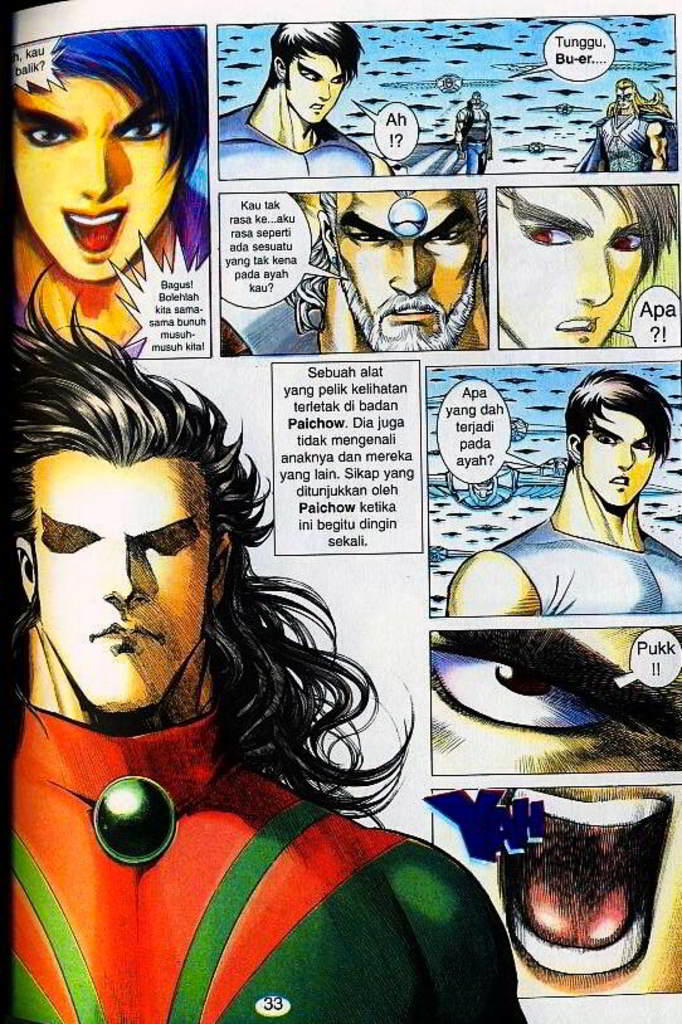 h, kau
balik?
Bagus!
Bolehlah
kita sama-
sama bunuh
musuh-
musuh kita!
Ah
!?
Tunggu,
Bu-er....
Kau tak
rasa ke...aku
rasa seperti
ada sesuatu
yang tak kena
pada ayah
kau?
Apa
?!
Sebuah alat
yang pelik kelihatan
terletak di badan
Paichow. Dia juga
tidak mengenali
anaknya dan mereka
yang lain. Sikap yang
ditunjukkan oleh
Paichow ketika
ini begitu dingin
sekali.
Apa
yang dah
terjadi
pada
ayah?
Pukk
!!
YAH
33